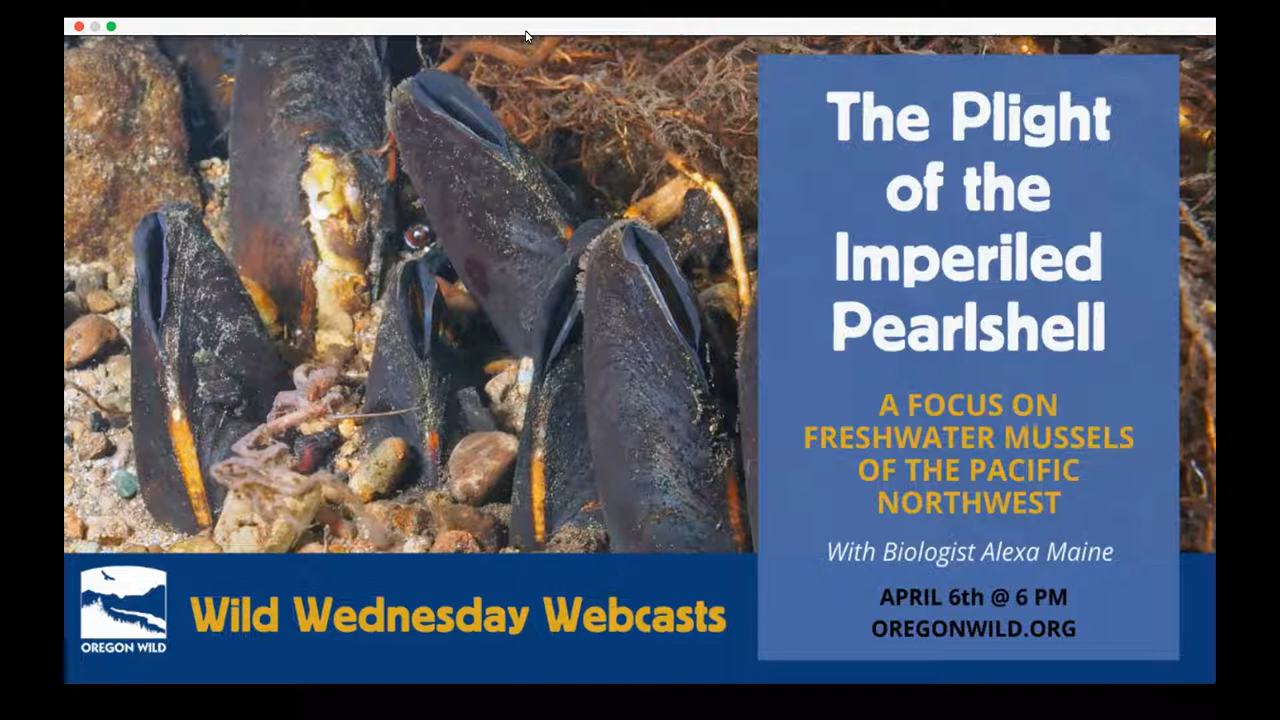 The Plight
of the
Imperiled
Pearlshell
A FOCUS ON
FRESHWATER MUSSELS
OF THE PACIFIC
NORTHWEST
With Biologist Alexa Maine
APRIL 6th @ 6 PM
OREGONWILD.ORG
Wild Wednesday Webcasts
OREGON WILD